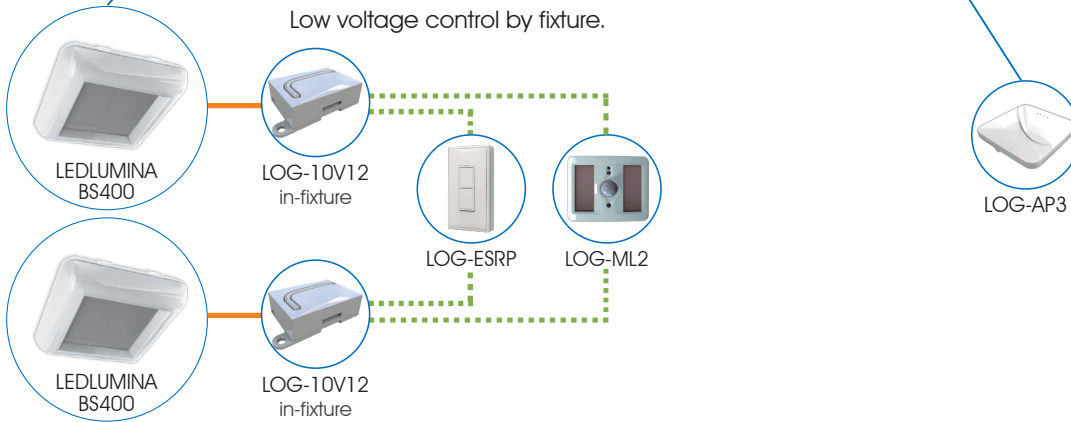 Low voltage control by fixture.
LEDLUMINA
BS400
LOG-10V12
in-fixture
LOG-ESRP
LOG-ML2
LOG-AP3
LEDLUMINA
BS400
LOG-10V12
in-fixture